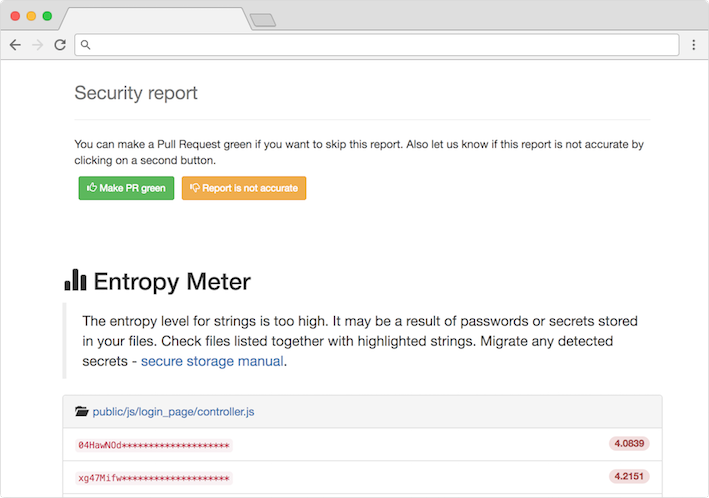 Security report
You can make a Pull Request green if you want to skip this report. Also let us know if this report is not accurate by
clicking on a second button.
Make PR green
Report is not accurate
Entropy Meter
The entropy level for strings is too high. It may be a result of passwords or secrets stored
in your files. Check files listed together with highlighted strings. Migrate any detected
secrets - secure storage manual.
public/js/login_page/controller.js
04HawNOd********************
4.0839
xg47Mifw********************
4.2151